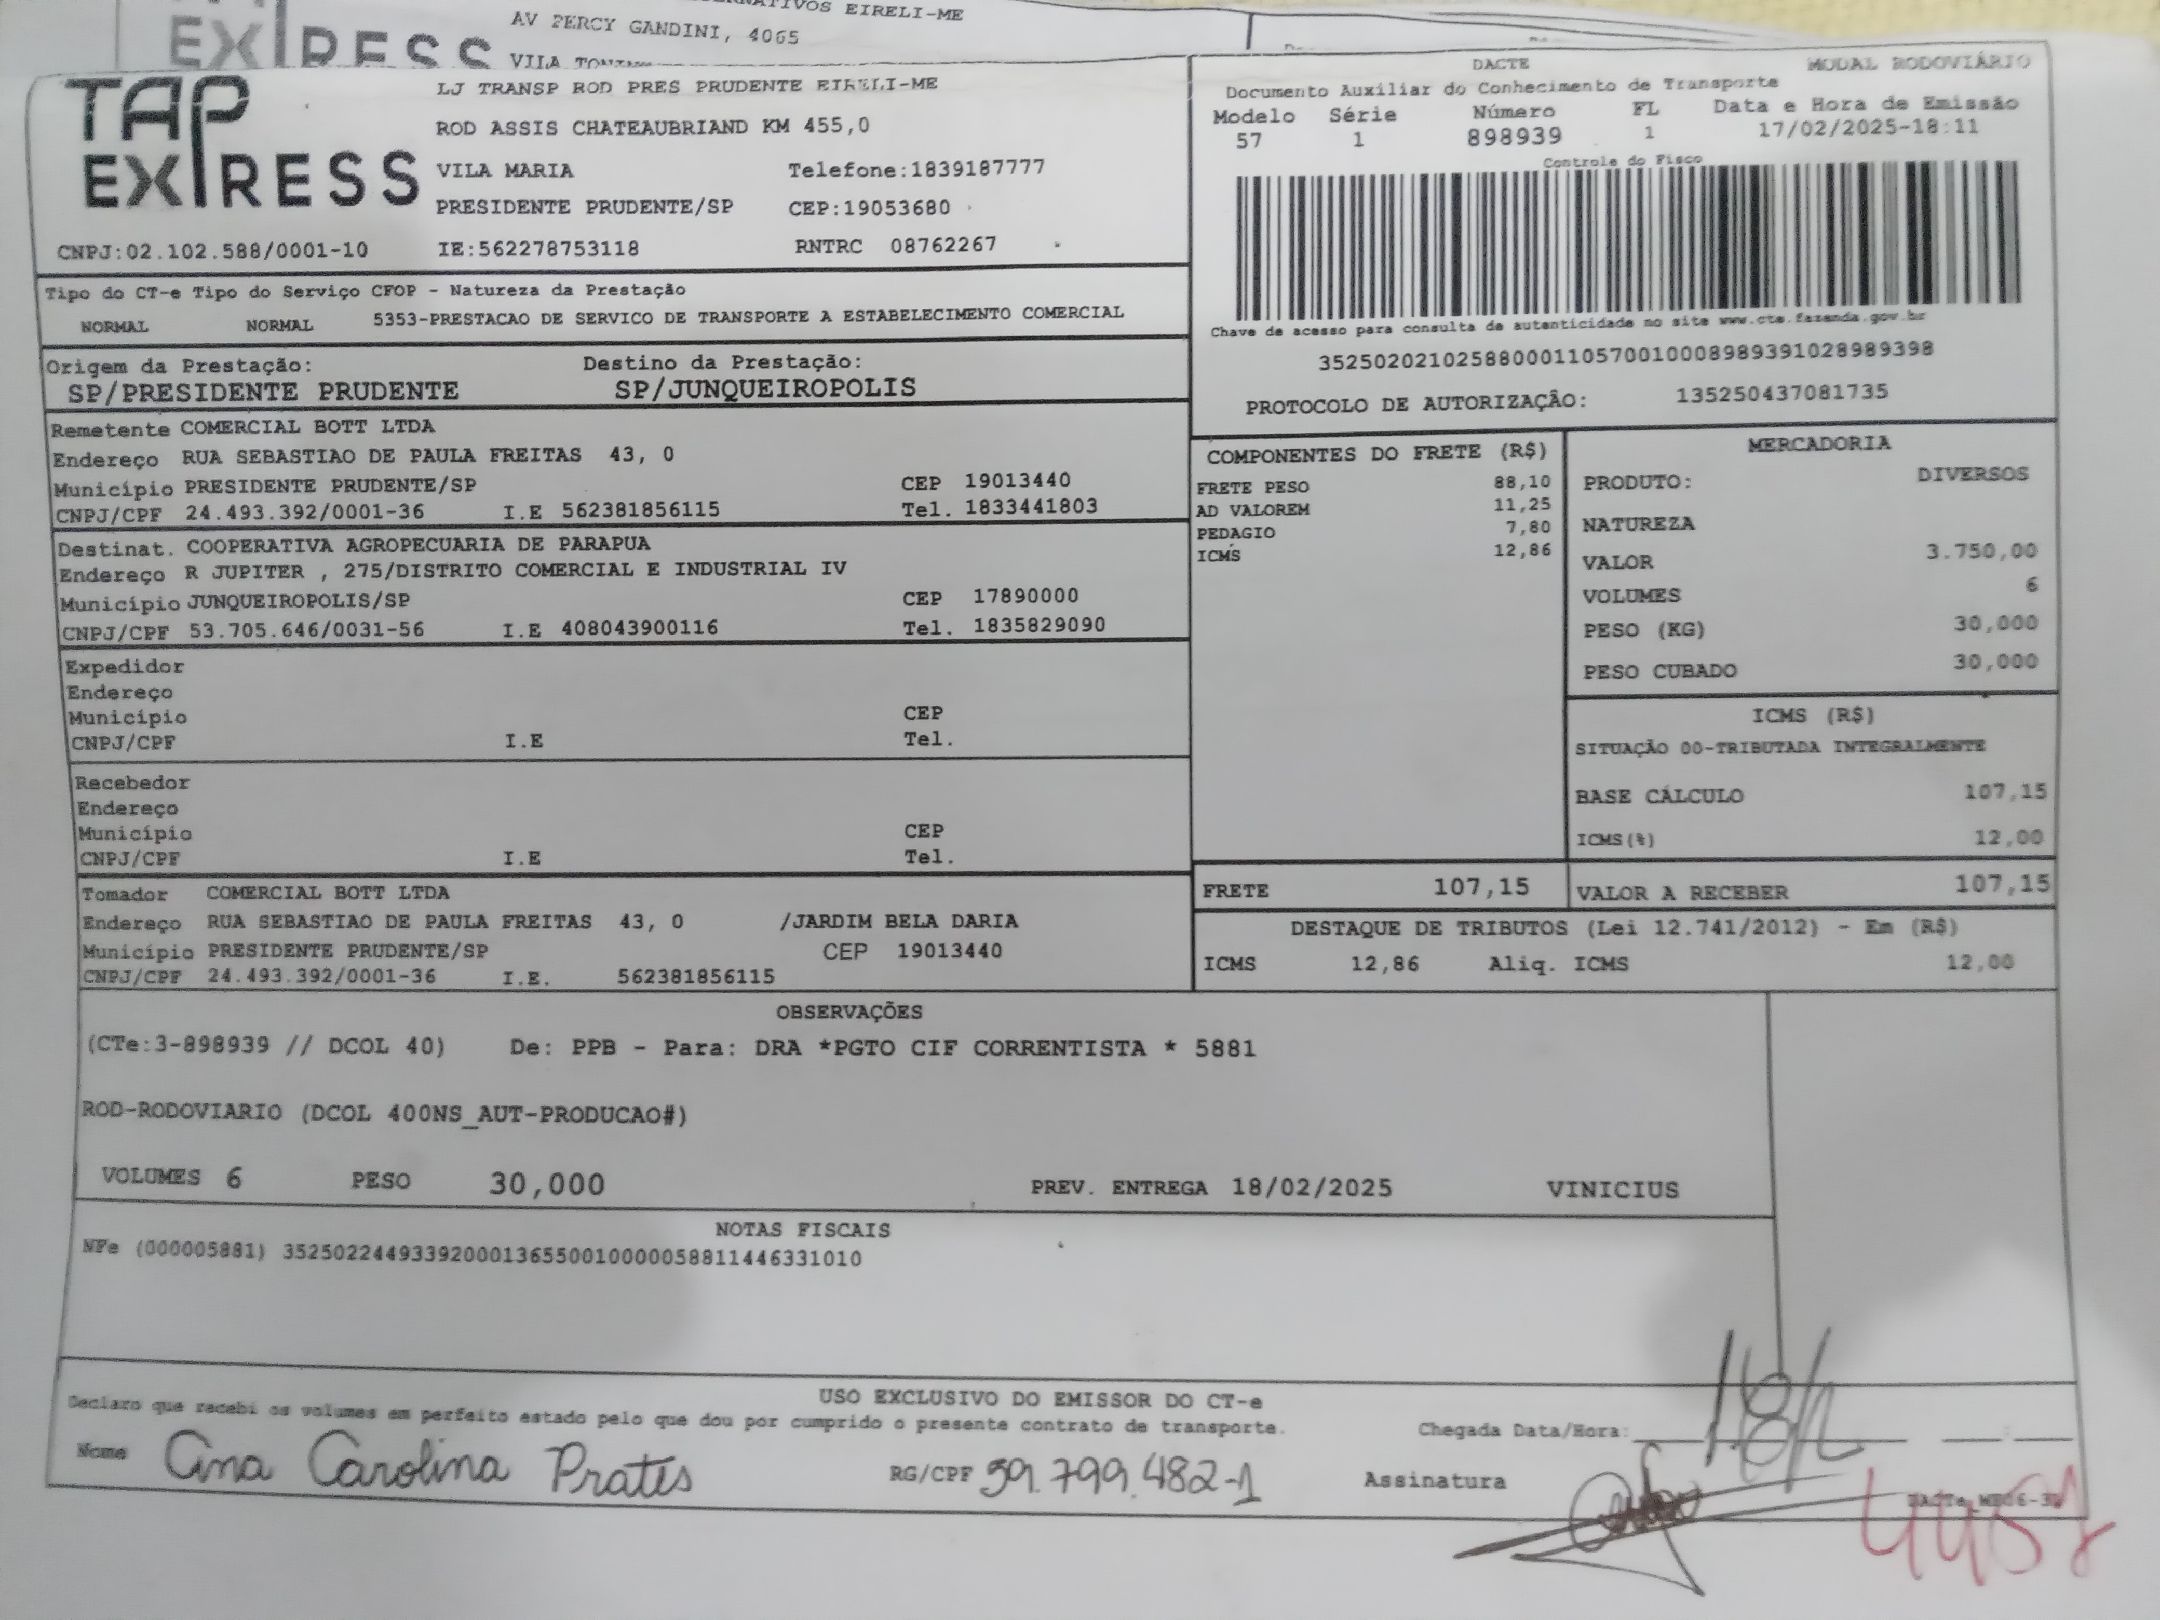 EIRELI-ME
AV PERCY GANDINI, 4065
EXPRESS
TAP EXPRESS
LJ TRANSP ROD PRES PRUDENTE EIRELI-ME
ROD ASSIS CHATEAUBRIAND KM 455,0
VILA MARIA Telefone:1839187777
PRESIDENTE PRUDENTE/SP CEP:19053680
CNPJ:02.102.588/0001-10 IE:562278753118 RNTRC 08762267
DACTE MODAL RODOVIÁRIO
Documento Auxiliar do Conhecimento de Transporte
Modelo Série Número FL Data e Hora de Emissão
57 1 898939 1 17/02/2025-18:11
Controle do Fisco
Chave de acesso para consulta de autenticidade no site www.cte.fazenda.gov.br
35250202102588000110570010008989391028989398
PROTOCOLO DE AUTORIZAÇÃO: 135250437081735
Tipo do CT-e Tipo do Serviço CFOP - Natureza da Prestação
NORMAL NORMAL 5353-PRESTACAO DE SERVICO DE TRANSPORTE A ESTABELECIMENTO COMERCIAL
Origem da Prestação: Destino da Prestação:
SP/PRESIDENTE PRUDENTE SP/JUNQUEIROPOLIS
Remetente COMERCIAL BOTT LTDA
Endereço RUA SEBASTIAO DE PAULA FREITAS 43, 0
Município PRESIDENTE PRUDENTE/SP CEP 19013440
CNPJ/CPF 24.493.392/0001-36 I.E 562381856115 Tel. 1833441803
Destinat. COOPERATIVA AGROPECUARIA DE PARAPUA
Endereço R JUPITER , 275/DISTRITO COMERCIAL E INDUSTRIAL IV
Município JUNQUEIROPOLIS/SP CEP 17890000
CNPJ/CPF 53.705.646/0031-56 I.E 408043900116 Tel. 1835829090
Expedidor
Endereço
Município CEP
CNPJ/CPF I.E Tel.
Recebedor
Endereço
Município CEP
CNPJ/CPF I.E Tel.
Tomador COMERCIAL BOTT LTDA
Endereço RUA SEBASTIAO DE PAULA FREITAS 43, 0 /JARDIM BELA DARIA
Município PRESIDENTE PRUDENTE/SP CEP 19013440
CNPJ/CPF 24.493.392/0001-36 I.E. 562381856115
COMPONENTES DO FRETE (R$)
FRETE PESO 88,10
AD VALOREM 11,25
PEDAGIO 7,80
ICMS 12,86
MERCADORIA
PRODUTO: DIVERSOS
NATUREZA
VALOR 3.750,00
VOLUMES 6
PESO (KG) 30,000
PESO CUBADO 30,000
ICMS (R$)
SITUAÇÃO 00-TRIBUTADA INTEGRALMENTE
BASE CÁLCULO 107,15
ICMS(%) 12,00
FRETE 107,15 VALOR A RECEBER 107,15
DESTAQUE DE TRIBUTOS (Lei 12.741/2012) - Em (R$)
ICMS 12,86 Aliq. ICMS 12,00
OBSERVAÇÕES
(CTe:3-898939 // DCOL 40) De: PPB - Para: DRA *PGTO CIF CORRENTISTA * 5881
ROD-RODOVIARIO (DCOL 400NS_AUT-PRODUCAO#)
VOLUMES 6 PESO 30,000 PREV. ENTREGA 18/02/2025 VINICIUS
NOTAS FISCAIS
NFe (000005881) 35250224493392000136550010000058811446331010
USO EXCLUSIVO DO EMISSOR DO CT-e
Declaro que recebi os volumes em perfeito estado pelo que dou por cumprido o presente contrato de transporte.
Chegada Data/Hora: 18/2
Nome Ana Carolina Prates RG/CPF 59.799.482-1 Assinatura